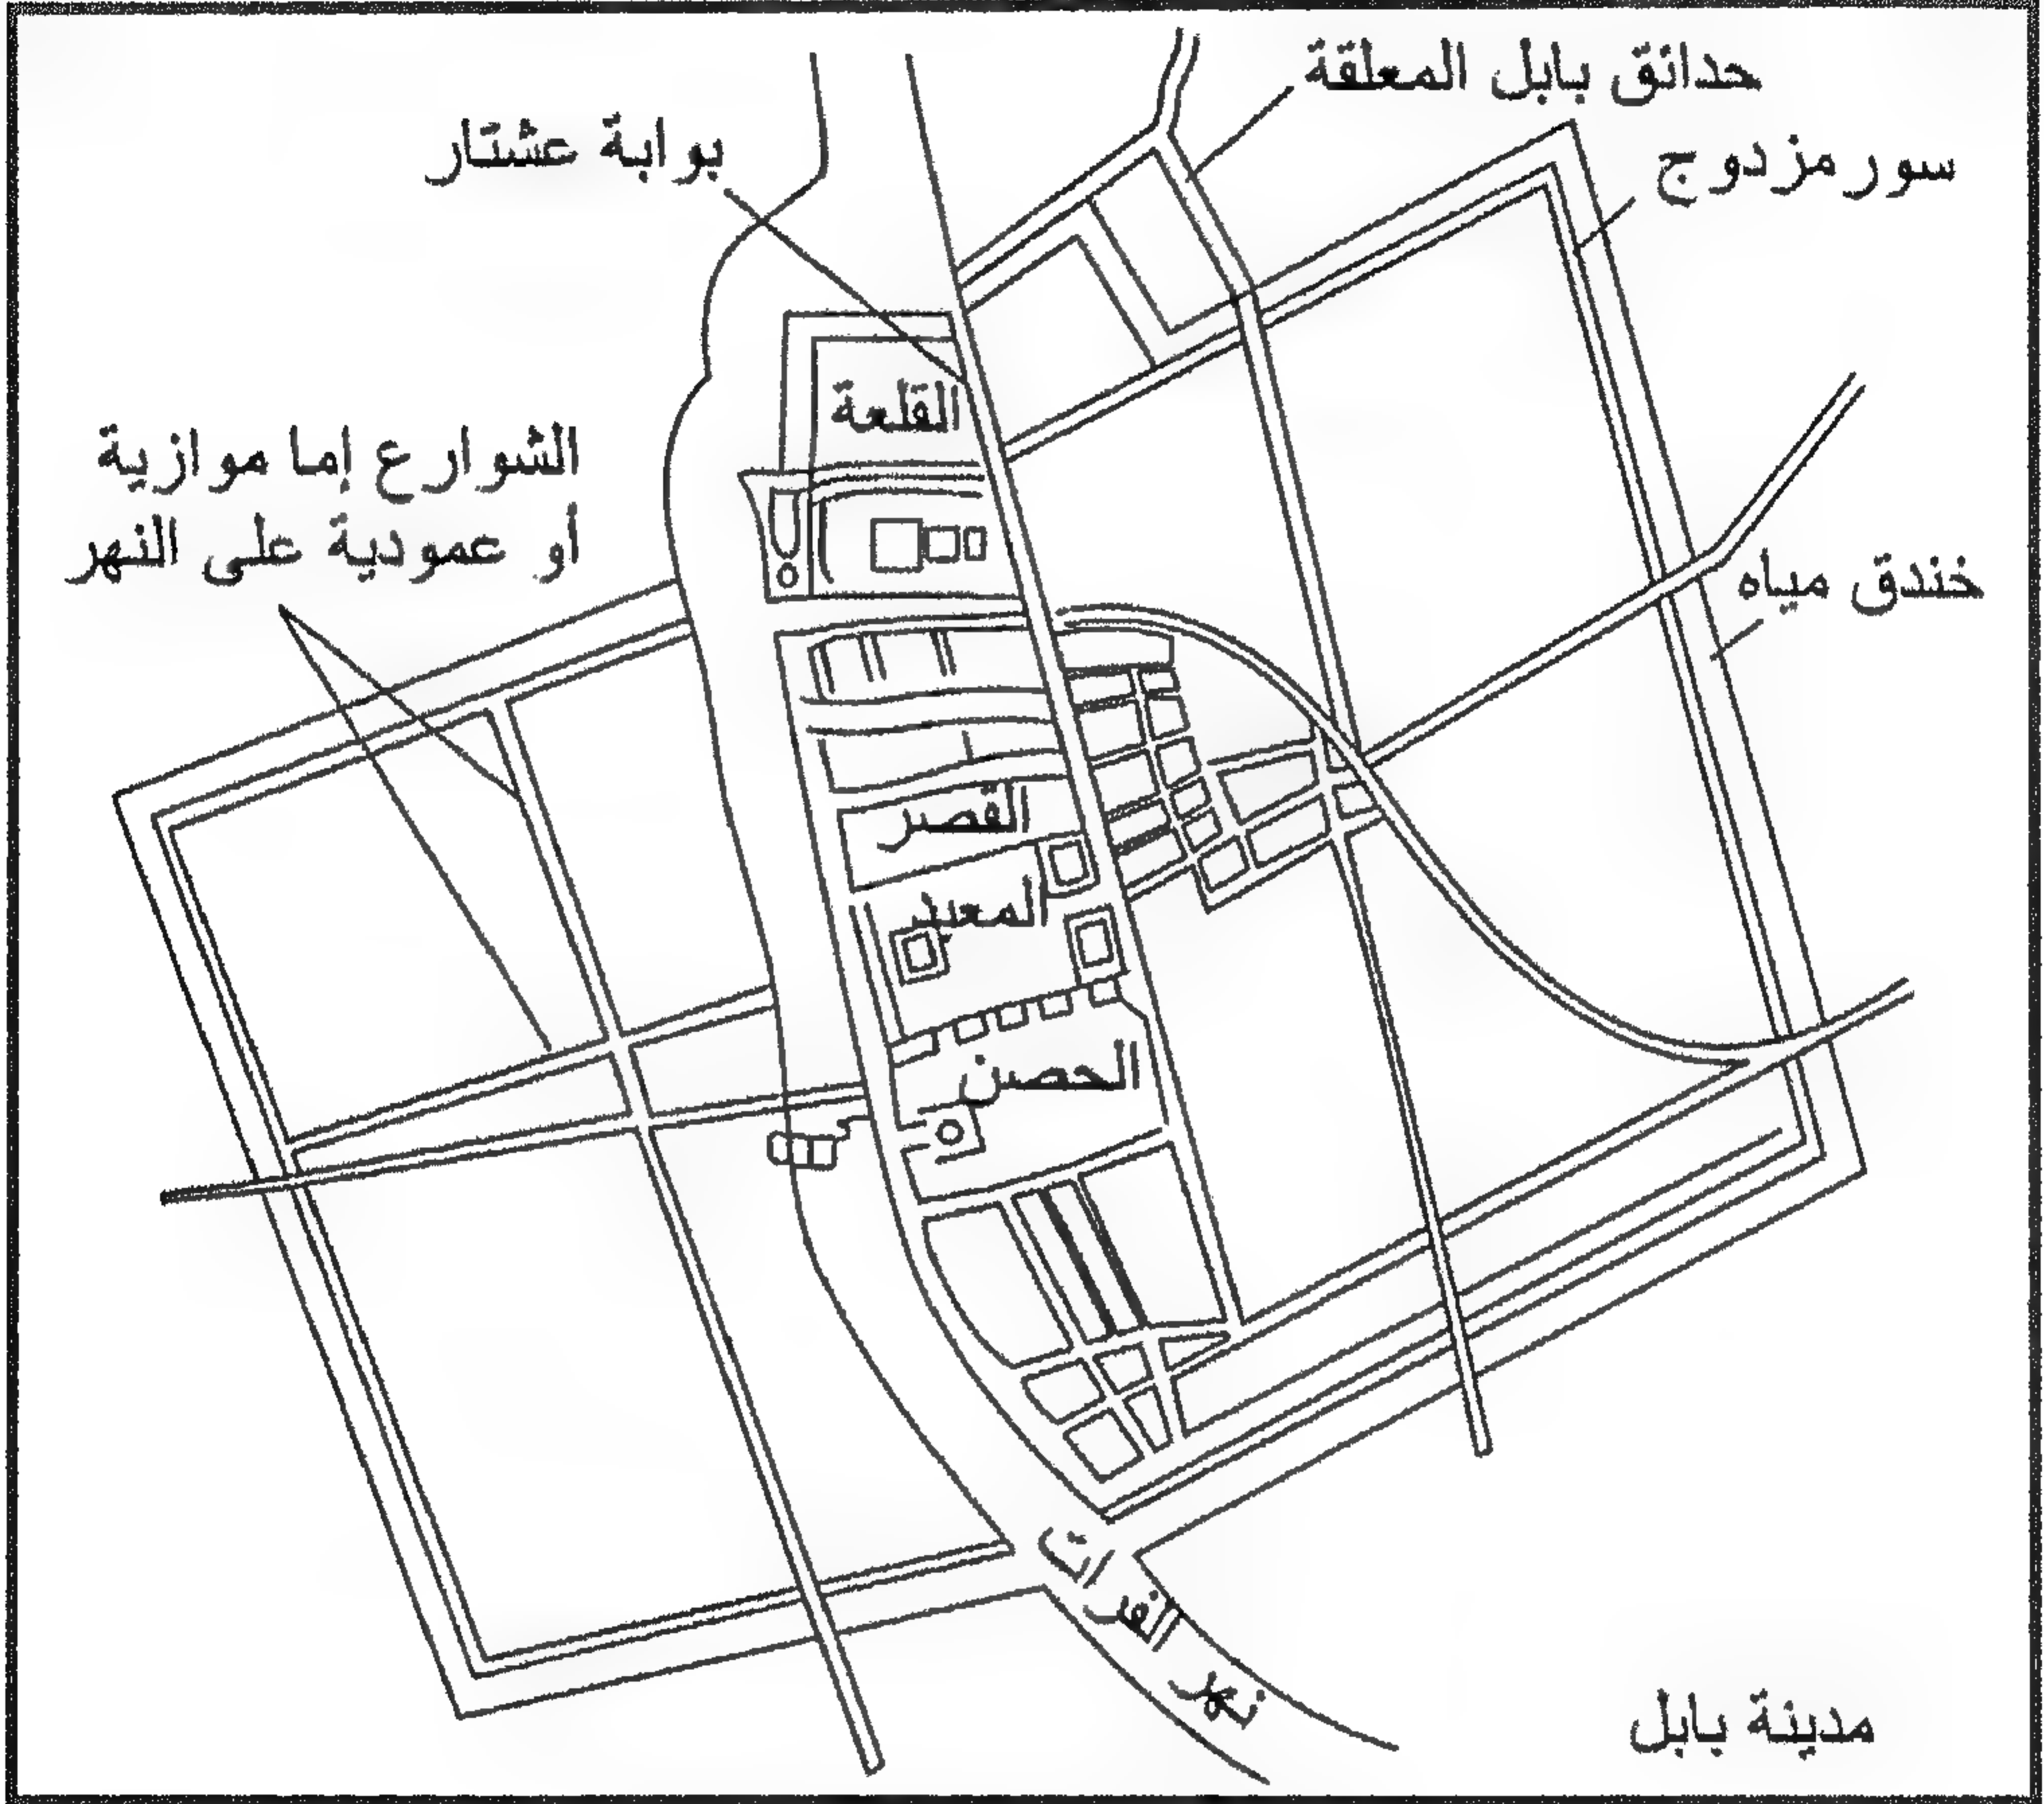 حدائق بابل المعلقة
بوابة عشتار
سور مزدوج
القلعة
الشوارع إما موازية
أو عمودية على النهر
خندق مياه
القصر
المعبد
الحصن
نهر الفرات
مدينة بابل